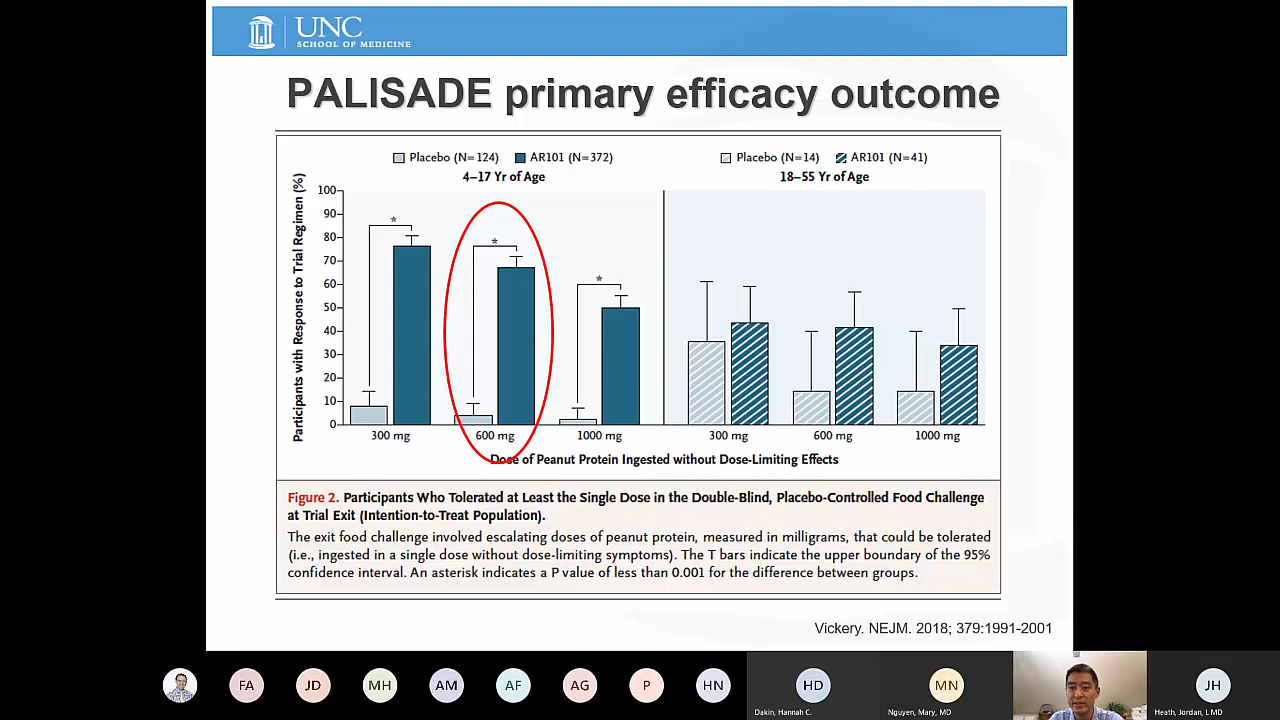 UNC
SCHOOL OF MEDICINE
PALISADE primary efficacy outcome
Placebo (N=124) AR101 (N=372)
4–17 Yr of Age
Placebo (N=14) AR101 (N=41)
18–55 Yr of Age
Participants with Response to Trial Regimen (%)
100
90
80
70
60
50
40
30
20
10
0
*
*
*
300 mg 600 mg 1000 mg 300 mg 600 mg 1000 mg
Dose of Peanut Protein Ingested without Dose-Limiting Effects
Figure 2. Participants Who Tolerated at Least the Single Dose in the Double-Blind, Placebo-Controlled Food Challenge
at Trial Exit (Intention-to-Treat Population).
The exit food challenge involved escalating doses of peanut protein, measured in milligrams, that could be tolerated
(i.e., ingested in a single dose without dose-limiting symptoms). The T bars indicate the upper boundary of the 95%
confidence interval. An asterisk indicates a P value of less than 0.001 for the difference between groups.
Vickery. NEJM. 2018; 379:1991-2001
FA JD MH AM AF AG P HN HD MN JH
Dakin, Hannah C. Nguyen, Mary, MD Heath, Jordan, L MD